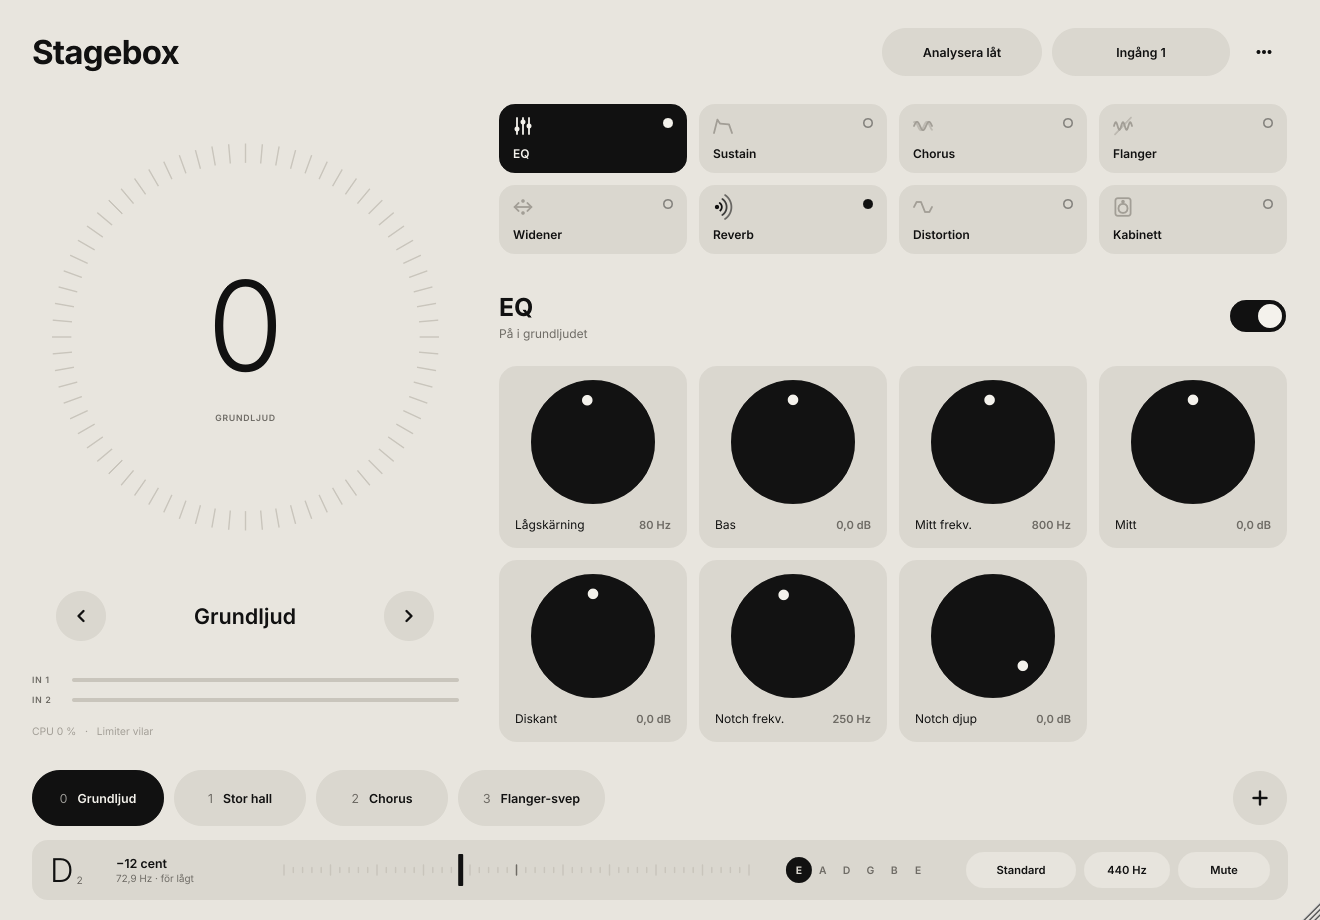 Stagebox
Analysera låt
Ingång 1
EQ
Sustain
Chorus
Flanger
Widener
Reverb
Distortion
Kabinett
0
GRUNDLJUD
EQ
På i grundljudet
Lågskärning 80 Hz
Bas 0,0 dB
Mitt frekv. 800 Hz
Mitt 0,0 dB
Diskant 0,0 dB
Notch frekv. 250 Hz
Notch djup 0,0 dB
Grundljud
IN 1
IN 2
CPU 0 % · Limiter vilar
0 Grundljud
1 Stor hall
2 Chorus
3 Flanger-svep
D2
−12 cent
72,9 Hz · för lågt
E A D G B E
Standard
440 Hz
Mute